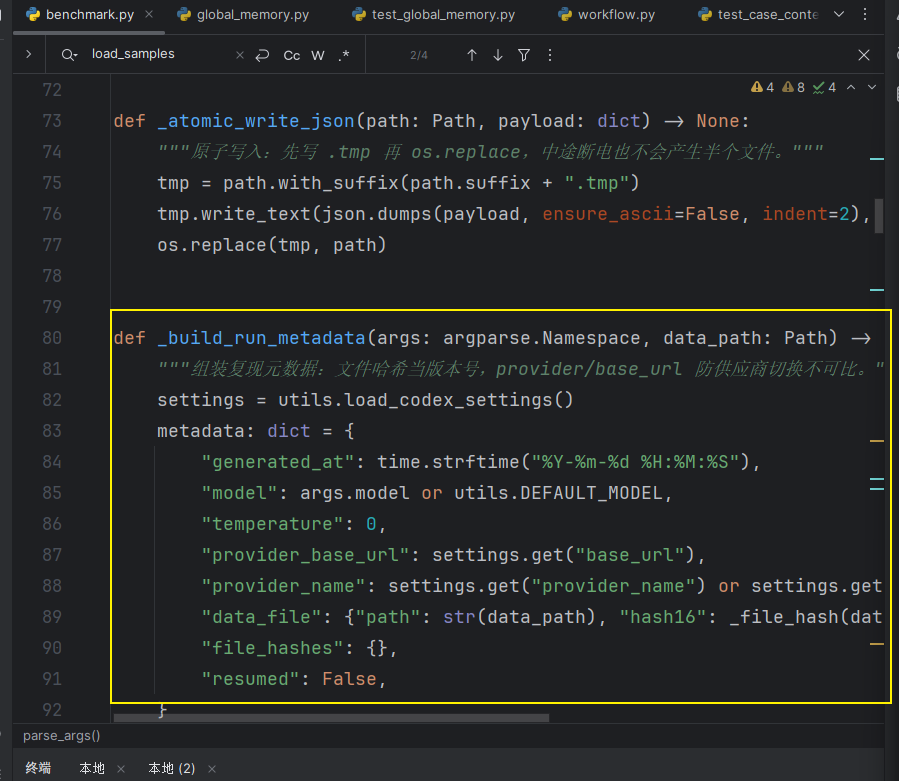 benchmark.py
global_memory.py
test_global_memory.py
workflow.py
test_case_conte
load_samples
Cc W .*
2/4
4 8 4
72
73 def _atomic_write_json(path: Path, payload: dict) -> None:
74 """原子写入：先写 .tmp 再 os.replace，中途断电也不会产生半个文件。"""
75 tmp = path.with_suffix(path.suffix + ".tmp")
76 tmp.write_text(json.dumps(payload, ensure_ascii=False, indent=2),
77 os.replace(tmp, path)
78
79
80 def _build_run_metadata(args: argparse.Namespace, data_path: Path) ->
81 """组装复现元数据：文件哈希当版本号，provider/base_url 防供应商切换不可比。"
82 settings = utils.load_codex_settings()
83 metadata: dict = {
84 "generated_at": time.strftime("%Y-%m-%d %H:%M:%S"),
85 "model": args.model or utils.DEFAULT_MODEL,
86 "temperature": 0,
87 "provider_base_url": settings.get("base_url"),
88 "provider_name": settings.get("provider_name") or settings.get
89 "data_file": {"path": str(data_path), "hash16": _file_hash(dat
90 "file_hashes": {},
91 "resumed": False,
92 }
parse_args()
终端
本地
本地 (2)